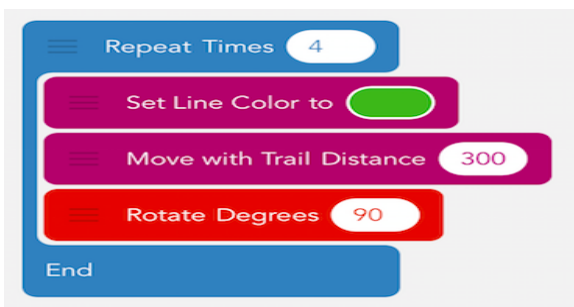 Repeat Times 4
Set Line Color to
Move with Trail Distance 300
Rotate Degrees 90
End